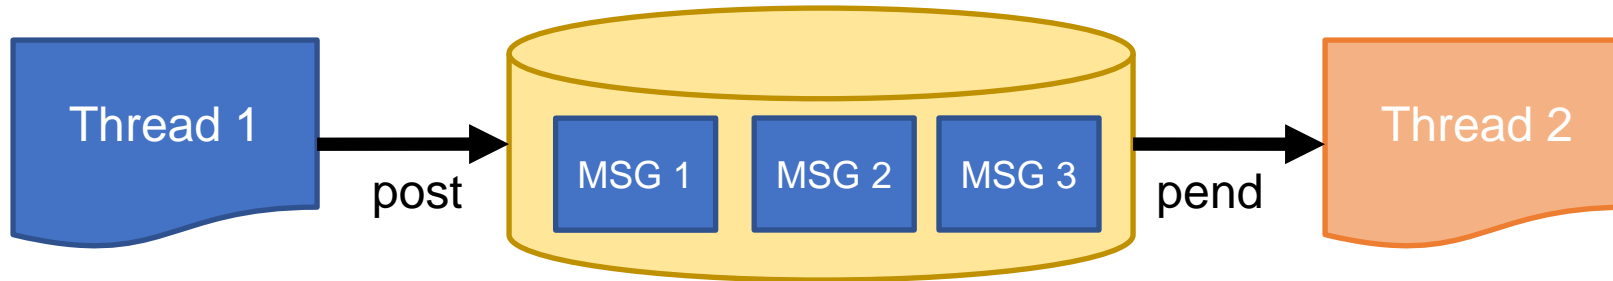 Thread 1
post
MSG 1
MSG 2
MSG 3
pend
Thread 2